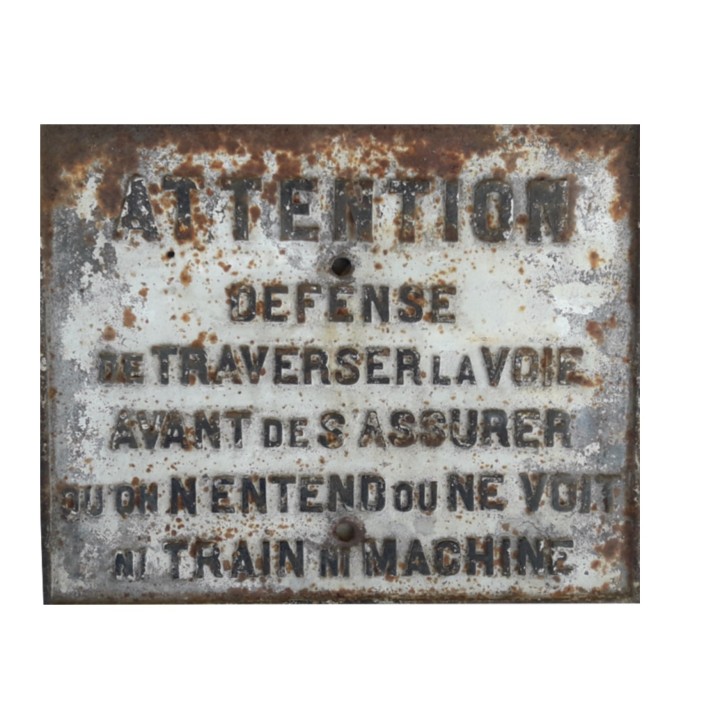 ATTENTION
DEFENSE
DE TRAVERSER LA VOIE
AVANT DE S'ASSURER
QU'ON N'ENTEND OU NE VOIT
NI TRAIN NI MACHINE